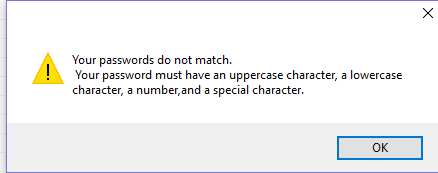 Your passwords do not match.
Your password must have an uppercase character, a lowercase
character, a number,and a special character.
OK